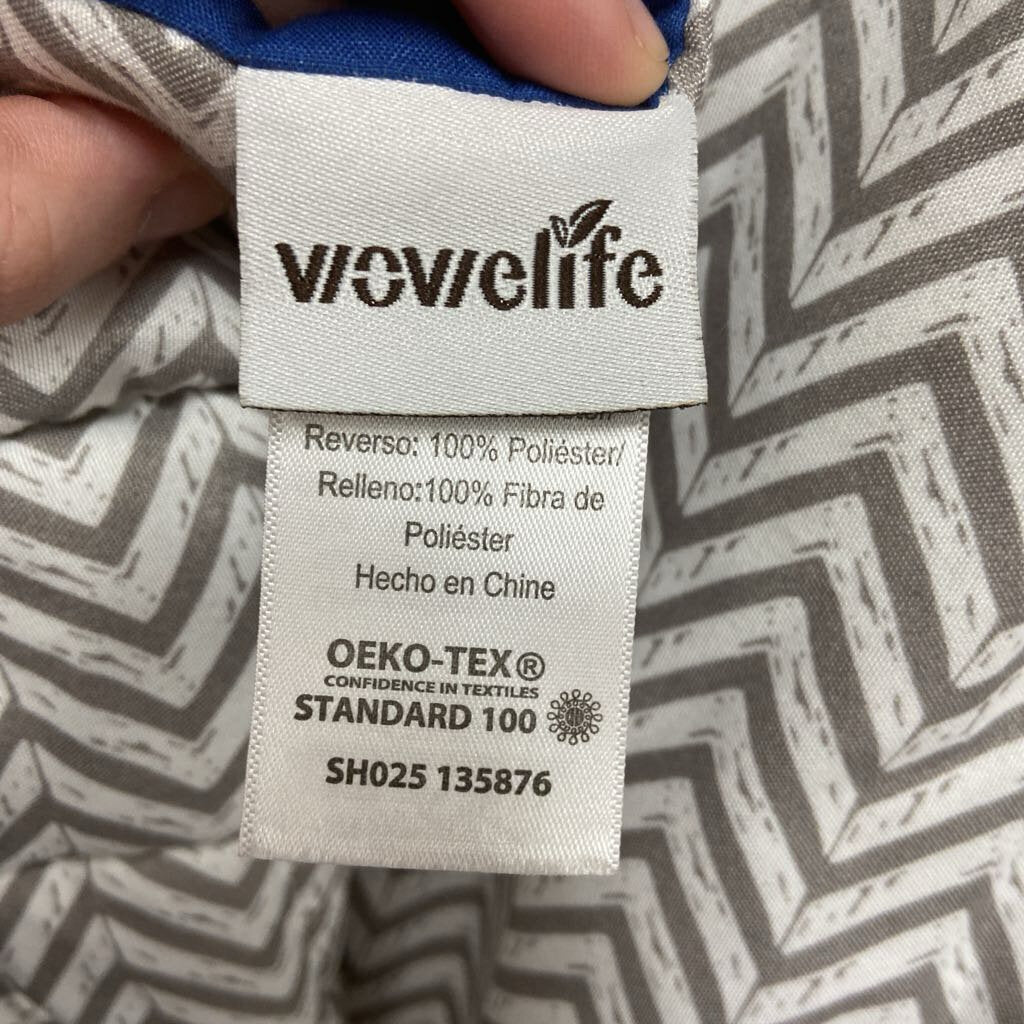 wowelife
Reverso: 100% Poliéster/
Relleno:100% Fibra de
Poliéster
Hecho en Chine
OEKO-TEX®
CONFIDENCE IN TEXTILES
STANDARD 100
SH025 135876